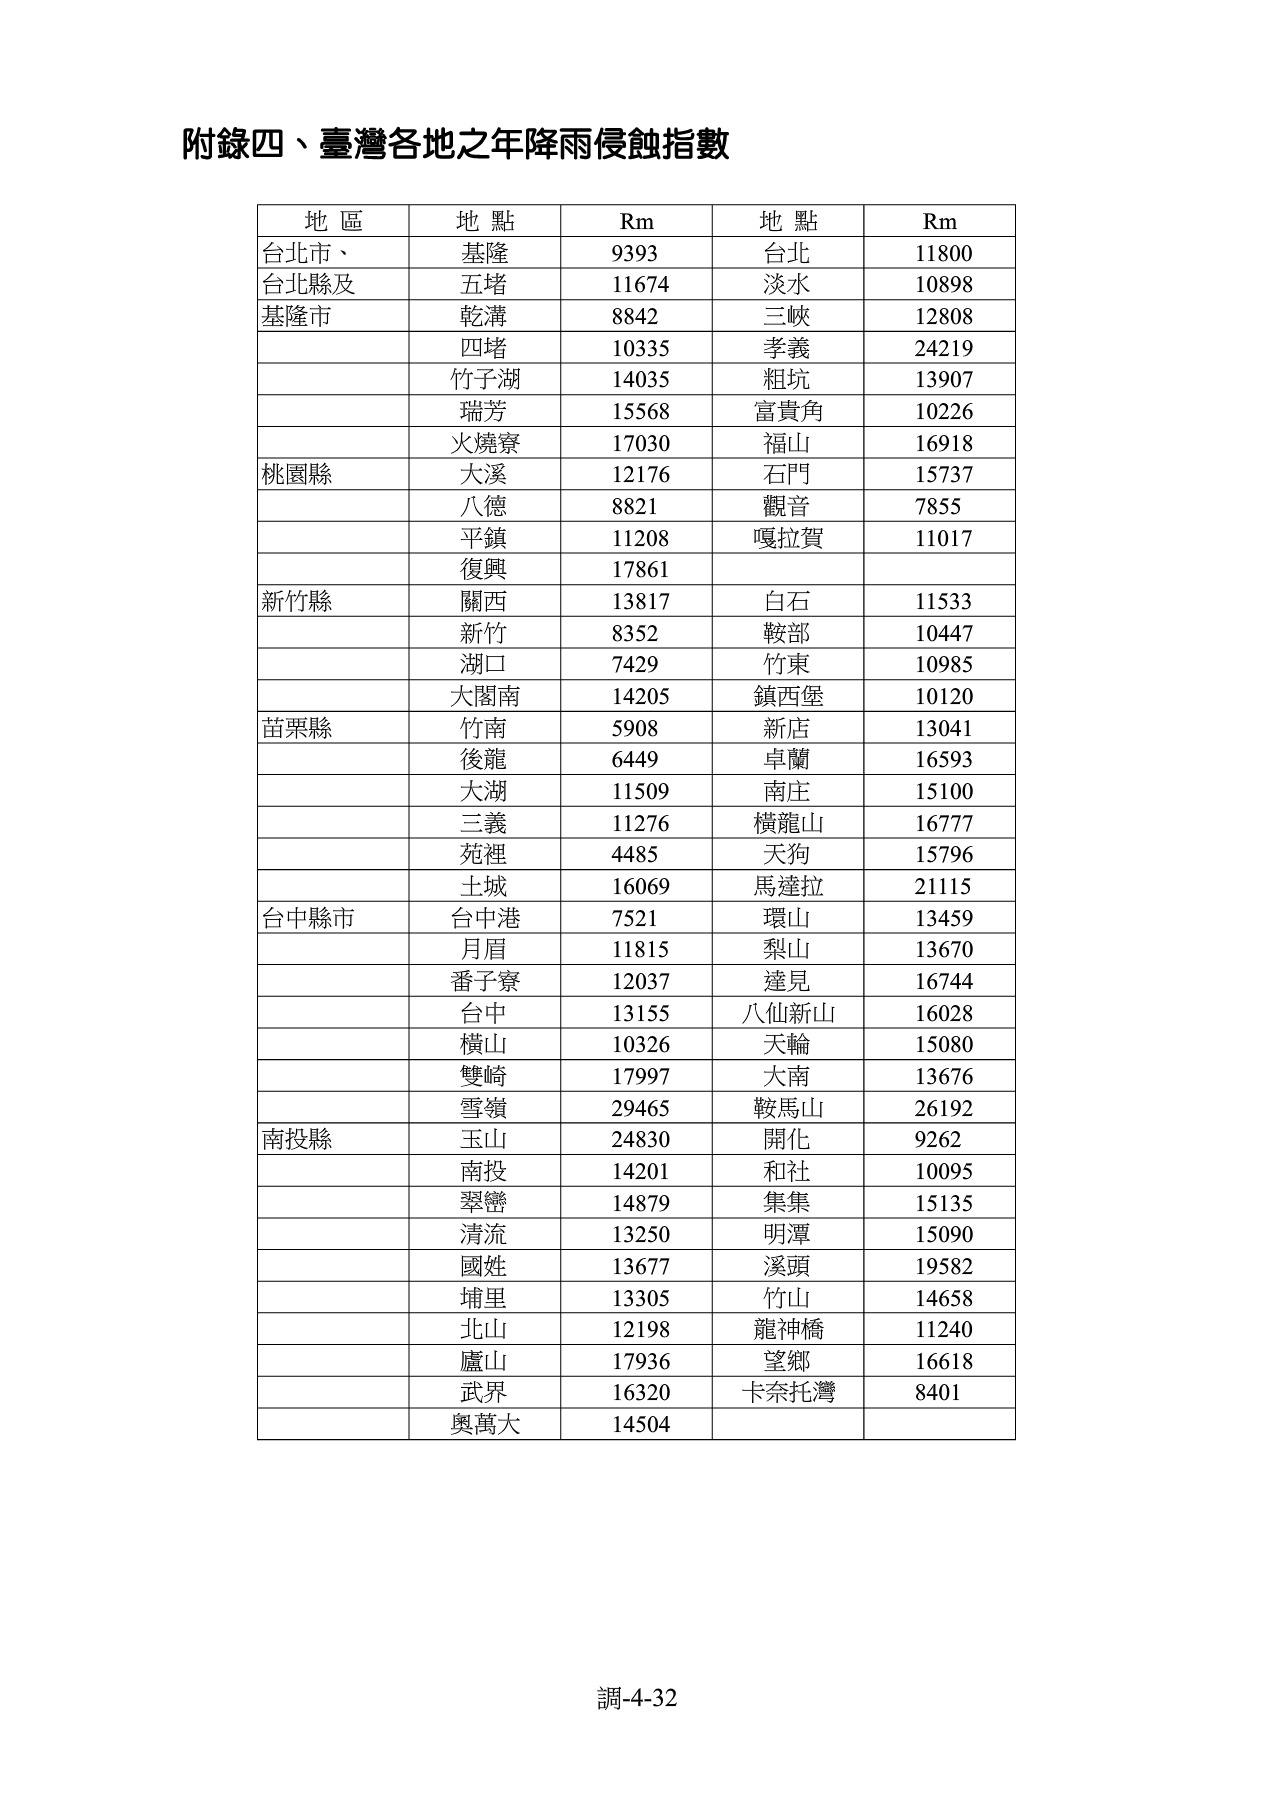 附錄四、臺灣各地之年降雨侵蝕指數
地 區 地 點 Rm 地 點 Rm
台北市、 基隆 9393 台北 11800
台北縣及 五堵 11674 淡水 10898
基隆市 乾溝 8842 三峽 12808
四堵 10335 孝義 24219
竹子湖 14035 粗坑 13907
瑞芳 15568 富貴角 10226
火燒寮 17030 福山 16918
桃園縣 大溪 12176 石門 15737
八德 8821 觀音 7855
平鎮 11208 嘎拉賀 11017
復興 17861
新竹縣 關西 13817 白石 11533
新竹 8352 鞍部 10447
湖口 7429 竹東 10985
大閣南 14205 鎮西堡 10120
苗栗縣 竹南 5908 新店 13041
後龍 6449 卓蘭 16593
大湖 11509 南庄 15100
三義 11276 橫龍山 16777
苑裡 4485 天狗 15796
土城 16069 馬達拉 21115
台中縣市 台中港 7521 環山 13459
月眉 11815 梨山 13670
番子寮 12037 達見 16744
台中 13155 八仙新山 16028
橫山 10326 天輪 15080
雙崎 17997 大南 13676
雪嶺 29465 鞍馬山 26192
南投縣 玉山 24830 開化 9262
南投 14201 和社 10095
翠巒 14879 集集 15135
清流 13250 明潭 15090
國姓 13677 溪頭 19582
埔里 13305 竹山 14658
北山 12198 龍神橋 11240
廬山 17936 望鄉 16618
武界 16320 卡奈托灣 8401
奧萬大 14504
調-4-32